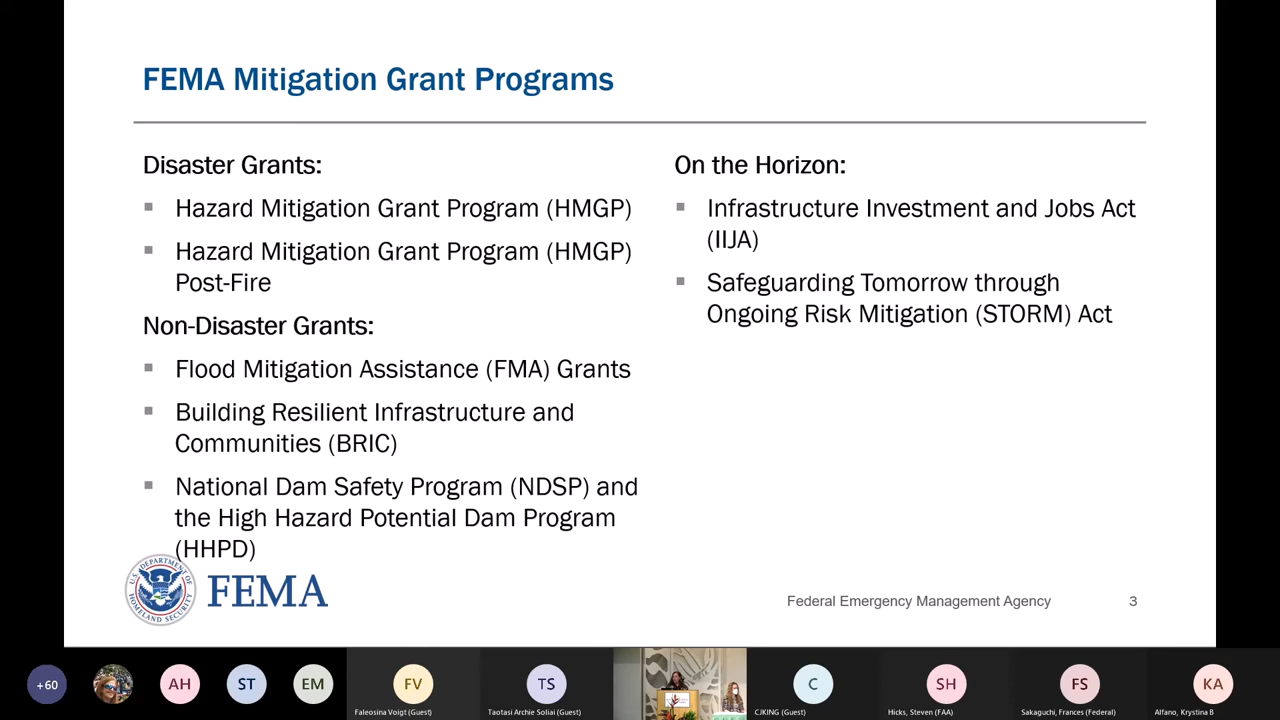 FEMA Mitigation Grant Programs
Disaster Grants:
Hazard Mitigation Grant Program (HMGP)
Hazard Mitigation Grant Program (HMGP)
Post-Fire
Non-Disaster Grants:
Flood Mitigation Assistance (FMA) Grants
Building Resilient Infrastructure and
Communities (BRIC)
National Dam Safety Program (NDSP) and
the High Hazard Potential Dam Program
(HHPD)
On the Horizon:
Infrastructure Investment and Jobs Act
(IIJA)
Safeguarding Tomorrow through
Ongoing Risk Mitigation (STORM) Act
U.S. DEPARTMENT OF
HOMELAND SECURITY
FEMA
Federal Emergency Management Agency
3
+60
AH
ST
EM
FV
Faleosina Voigt (Guest)
TS
Taotasi Archie Soliai (Guest)
C
CJKING (Guest)
SH
Hicks, Steven (FAA)
FS
Sakaguchi, Frances (Federal)
KA
Alfano, Krystina B